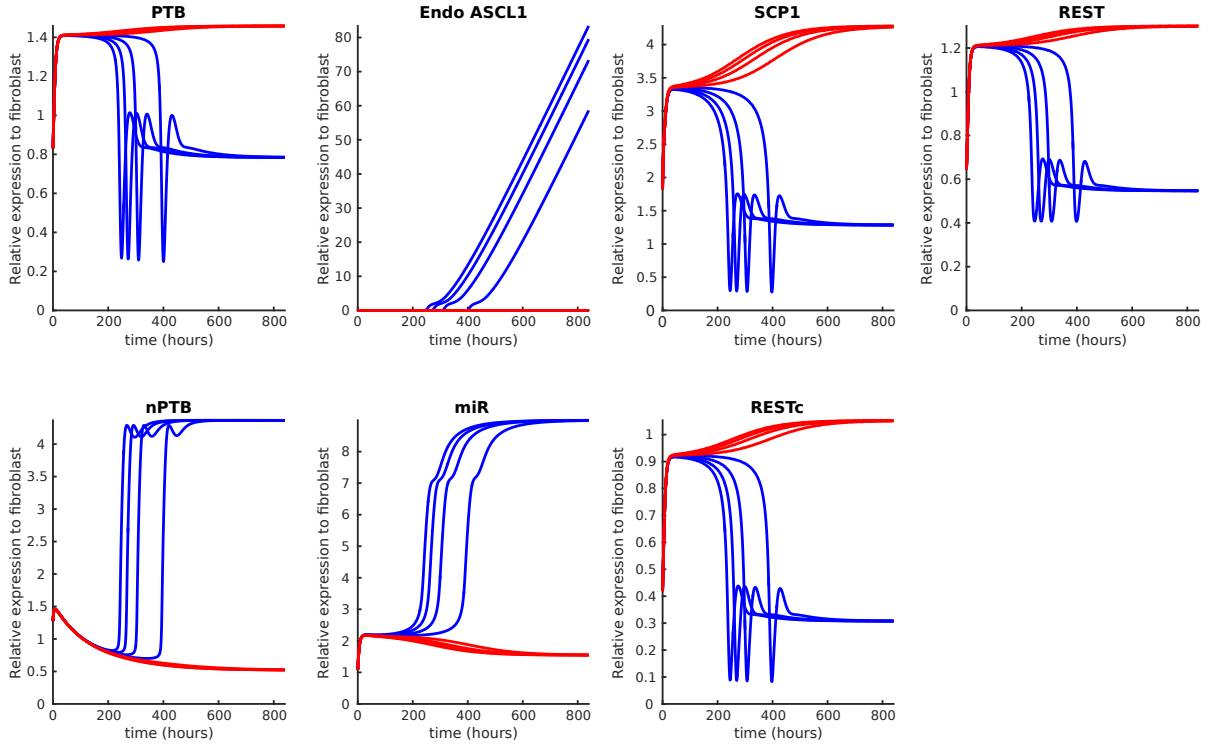 PTB
Relative expression to fibroblast
1.4
1.2
1
0.8
0.6
0.4
0.2
0
0 200 400 600 800
time (hours)
Endo ASCL1
Relative expression to fibroblast
80
70
60
50
40
30
20
10
0
0 200 400 600 800
time (hours)
SCP1
Relative expression to fibroblast
4
3.5
3
2.5
2
1.5
1
0.5
0
0 200 400 600 800
time (hours)
REST
Relative expression to fibroblast
1.2
1
0.8
0.6
0.4
0.2
0
0 200 400 600 800
time (hours)
nPTB
Relative expression to fibroblast
4
3.5
3
2.5
2
1.5
1
0.5
0
0 200 400 600 800
time (hours)
miR
Relative expression to fibroblast
8
7
6
5
4
3
2
1
0
0 200 400 600 800
time (hours)
RESTc
Relative expression to fibroblast
1
0.9
0.8
0.7
0.6
0.5
0.4
0.3
0.2
0.1
0
0 200 400 600 800
time (hours)